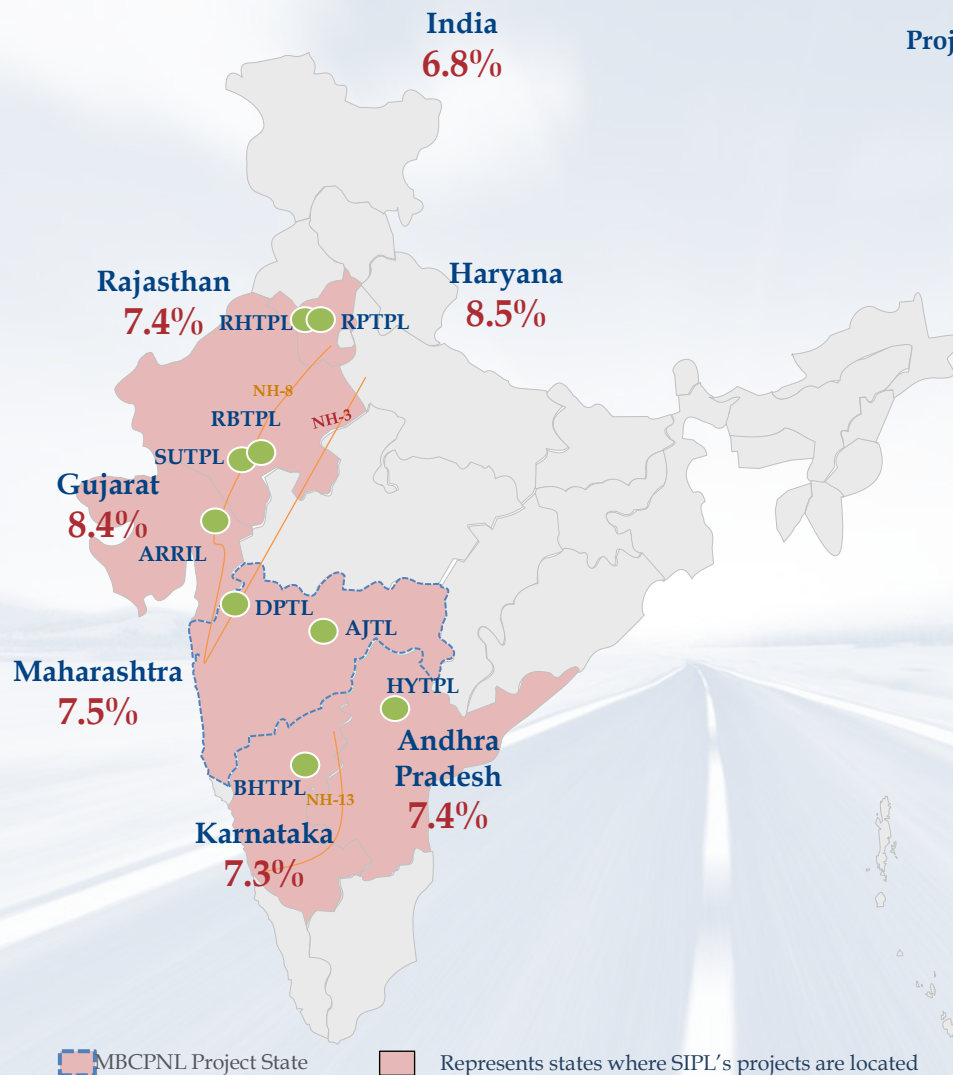 India
6.8%
Proj
Rajasthan
7.4%
Haryana
8.5%
RHTPL
RPTPL
NH-8
RBTPL
NH-3
SUTPL
Gujarat
8.4%
ARRIL
DPTL
AJTL
Maharashtra
7.5%
HYTPL
Andhra
Pradesh
7.4%
BHTPL
NH-13
Karnataka
7.3%
MBCPNL Project State
Represents states where SIPL's projects are located